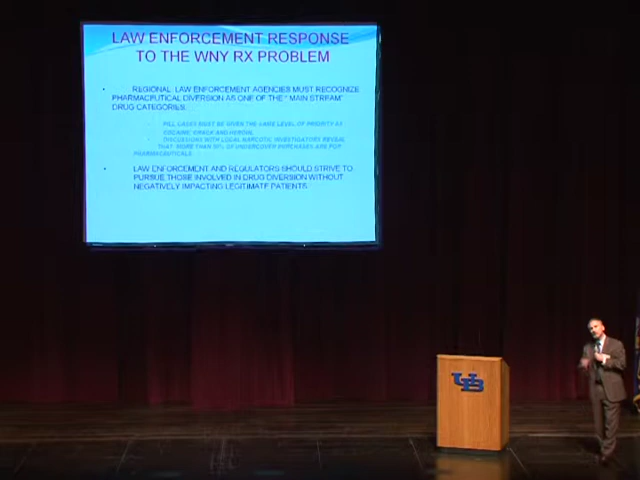 LAW ENFORCEMENT RESPONSE
TO THE WNY RX PROBLEM
• REGIONAL LAW ENFORCEMENT AGENCIES MUST RECOGNIZE
PHARMACEUTICAL DIVERSION AS ONE OF THE "MAIN STREAM"
DRUG CATEGORIES.
PILL CASES MUST BE GIVEN THE SAME LEVEL OF PRIORITY AS
COCAINE, CRACK AND HEROIN.
DISCUSSIONS WITH LOCAL NARCOTIC INVESTIGATORS REVEAL
THAT MORE THAN OF UNDERCOVER PURCHASES ARE FOR
PHARMACEUTICALS
• LAW ENFORCEMENT AND REGULATORS SHOULD STRIVE TO
PURSUE THOSE INVOLVED IN DRUG DIVERSION WITHOUT
NEGATIVELY IMPACTING LEGITIMATE PATIENTS.
UB